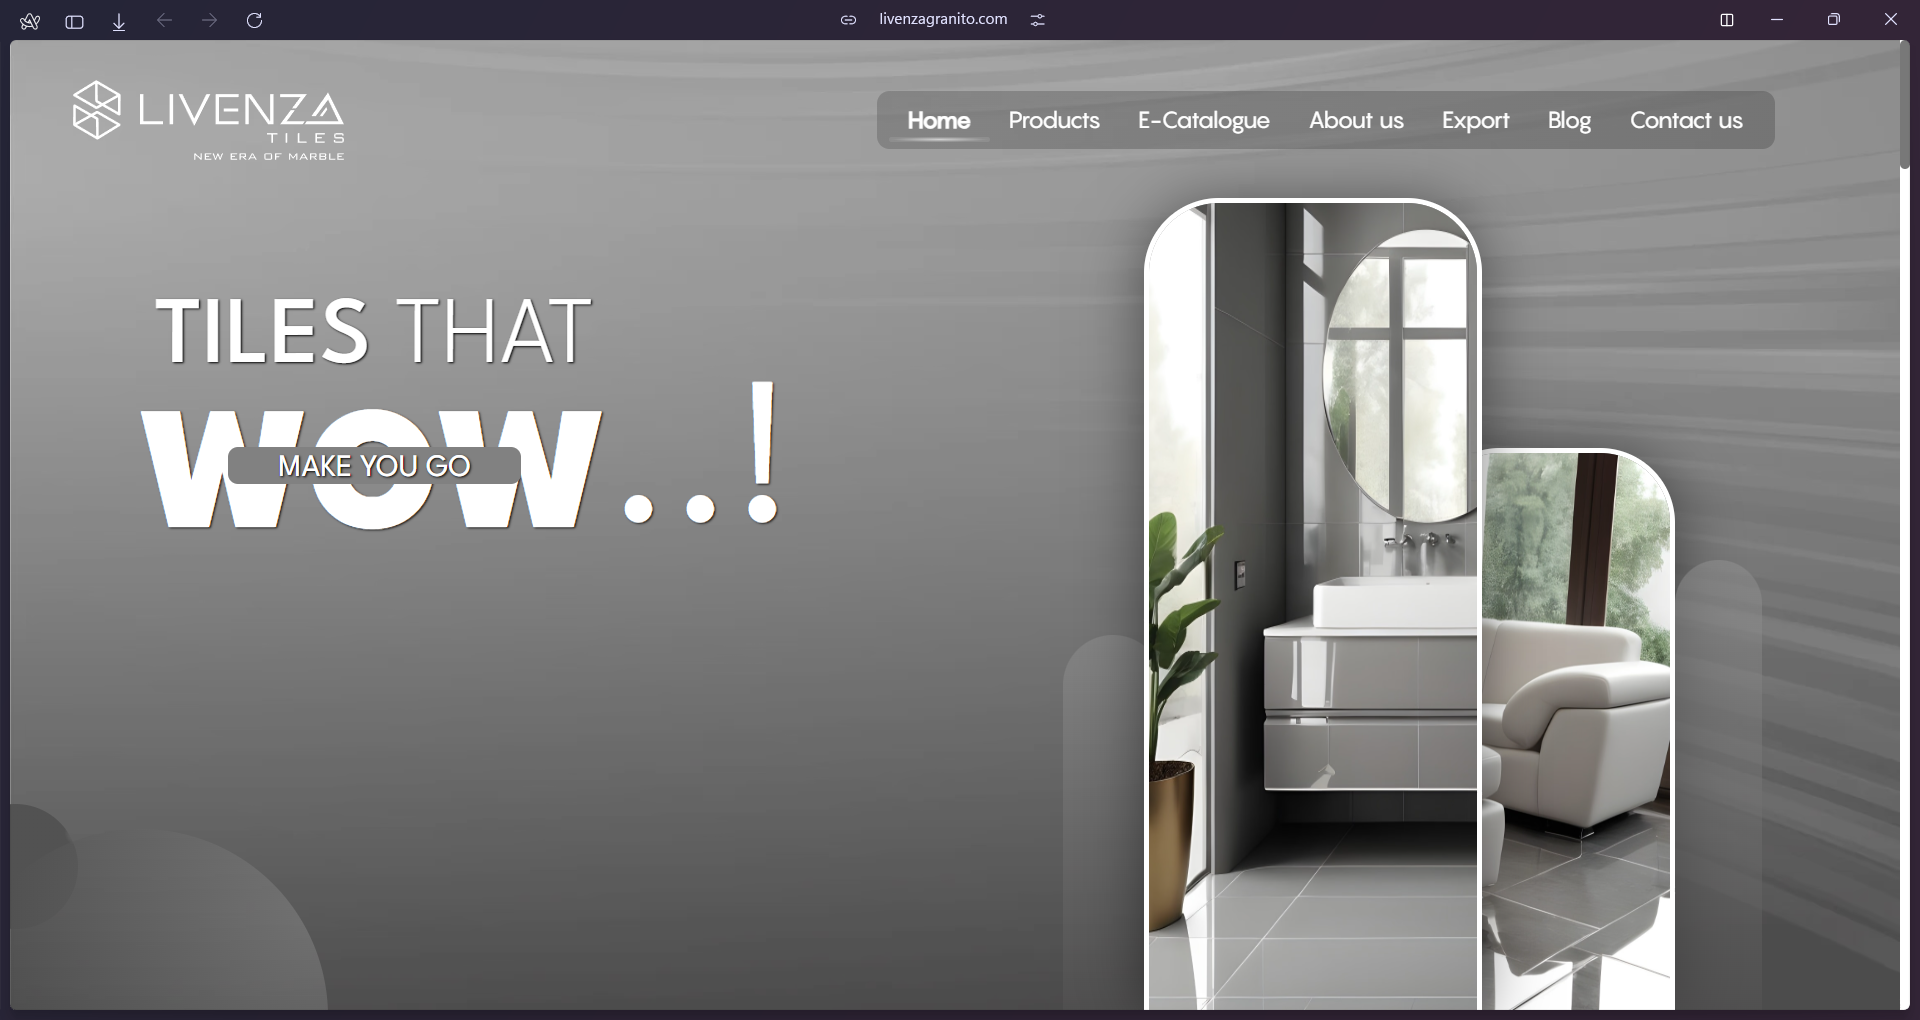 livenzagranito.com
LIVENZA
TILES
NEW ERA OF MARBLE
Home Products E-Catalogue About us Export Blog Contact us
TILES THAT
MAKE YOU GO
WOW..!